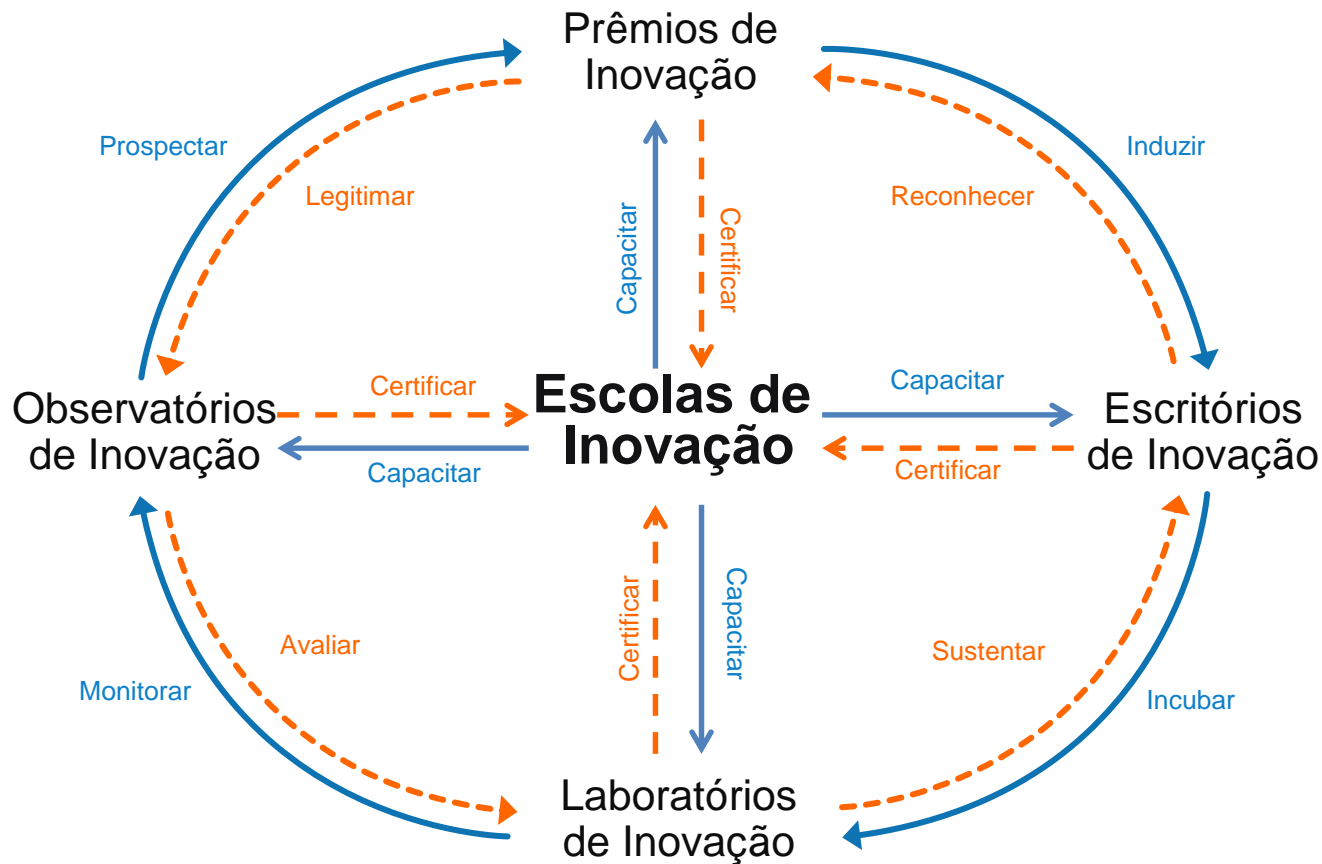 Prêmios de
Inovação
Prospectar
Induzir
Legitimar
Reconhecer
Capacitar
Certificar
Observatórios
de Inovação
Certificar
Capacitar
Escolas de
Inovação
Capacitar
Certificar
Escritórios
de Inovação
Certificar
Capacitar
Avaliar
Sustentar
Monitorar
Incubar
Laboratórios
de Inovação